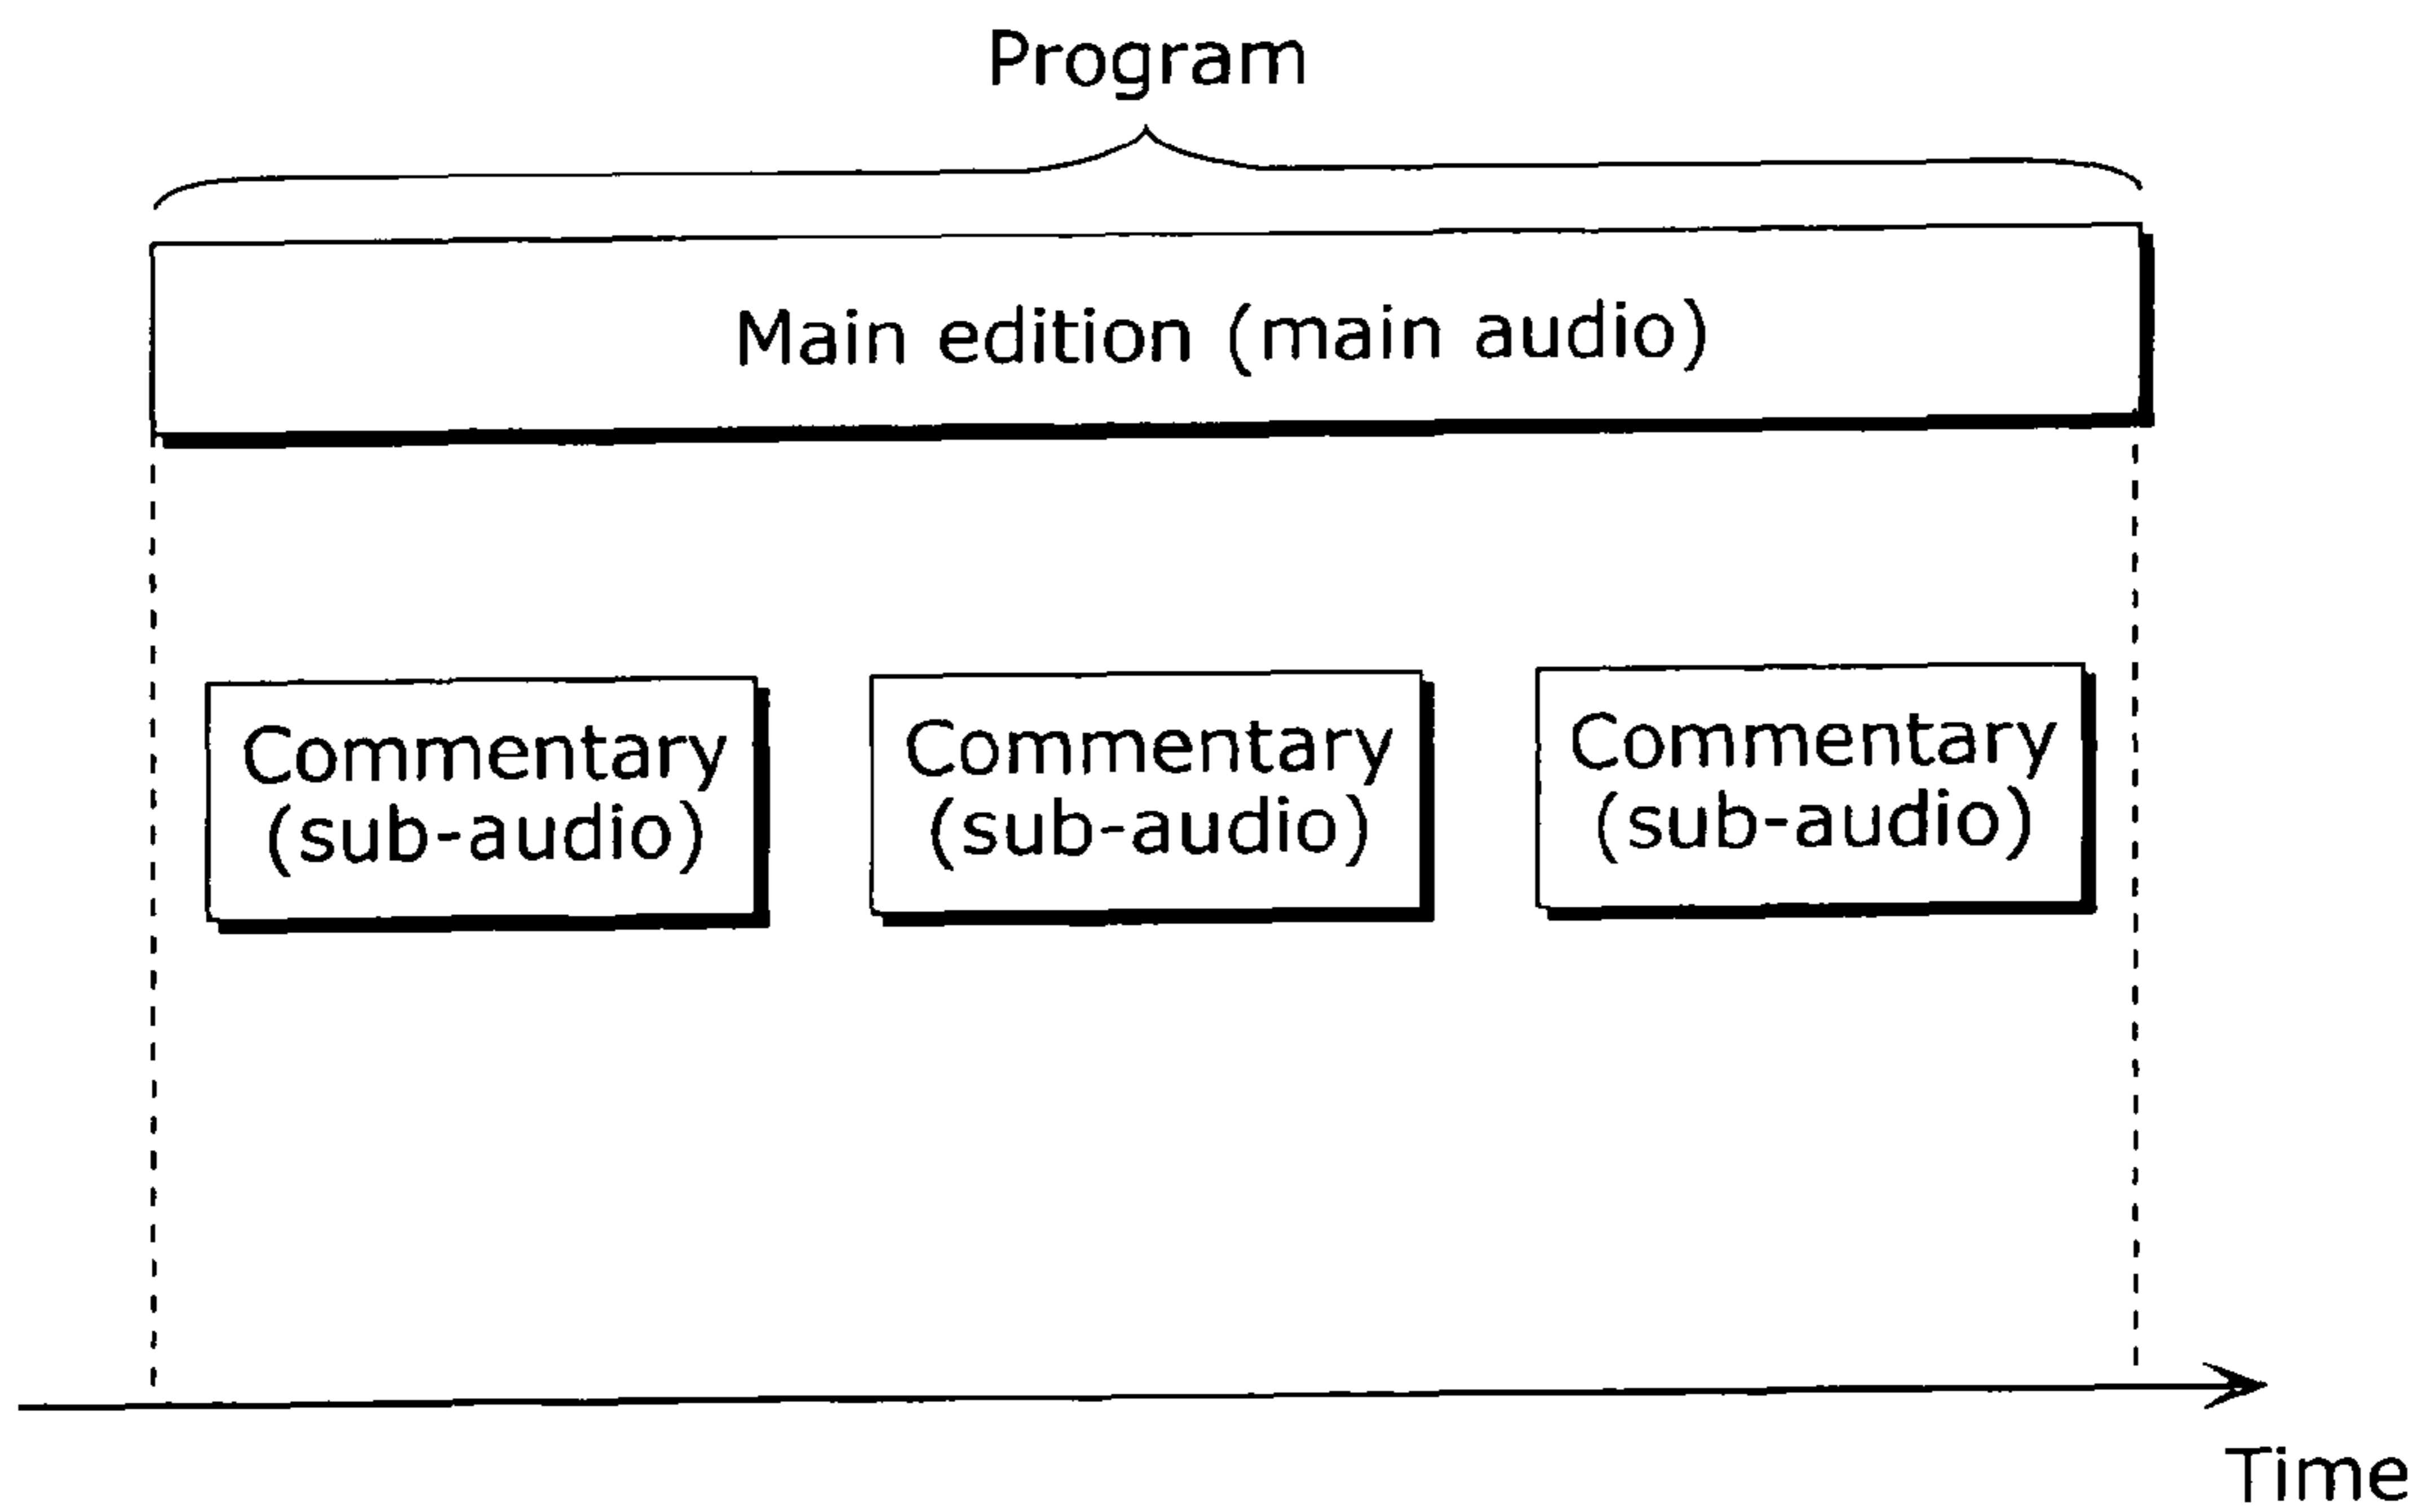 Program
Main edition (main audio)
Commentary
(sub-audio)
Commentary
(sub-audio)
Commentary
(sub-audio)
Time